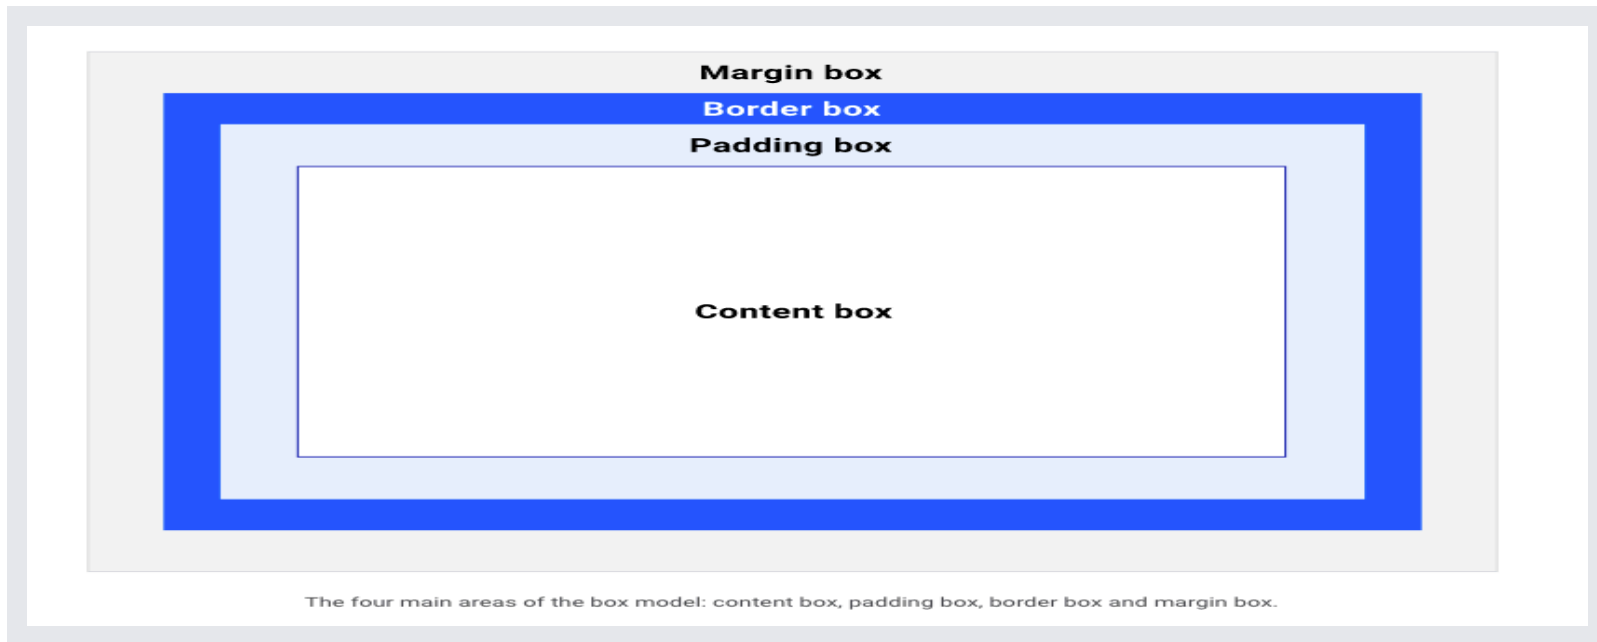 Margin box
Border box
Padding box
Content box
The four main areas of the box model: content box, padding box, border box and margin box.